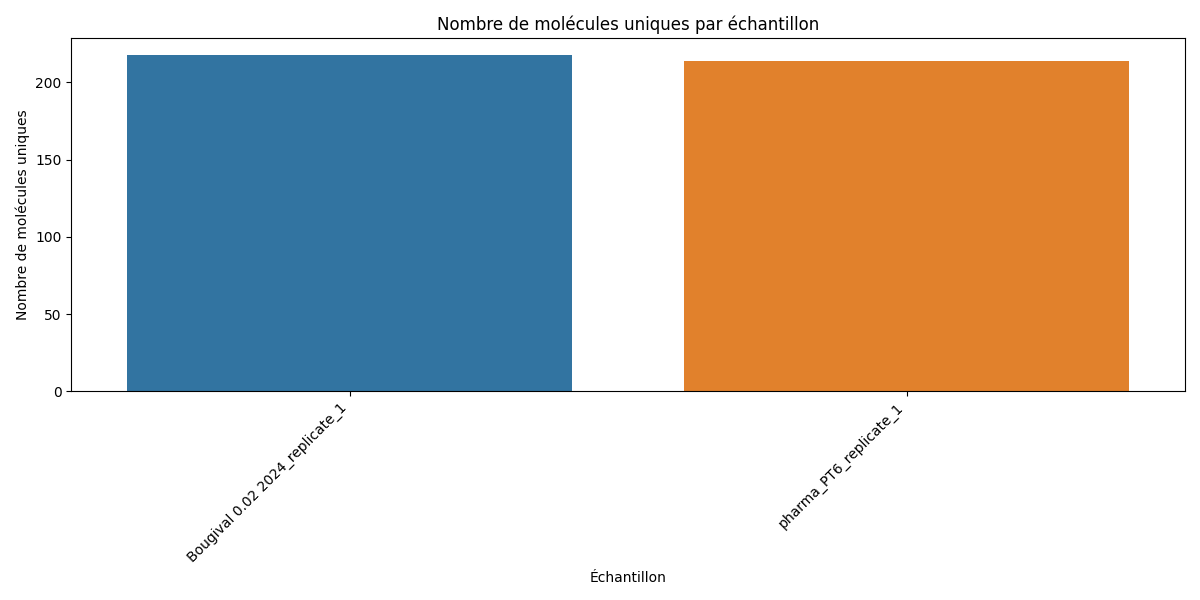 Nombre de molécules uniques par échantillon
Nombre de molécules uniques
200
150
100
50
0
Bougival 0.02 2024_replicate_1
pharma_PT6_replicate_1
Échantillon